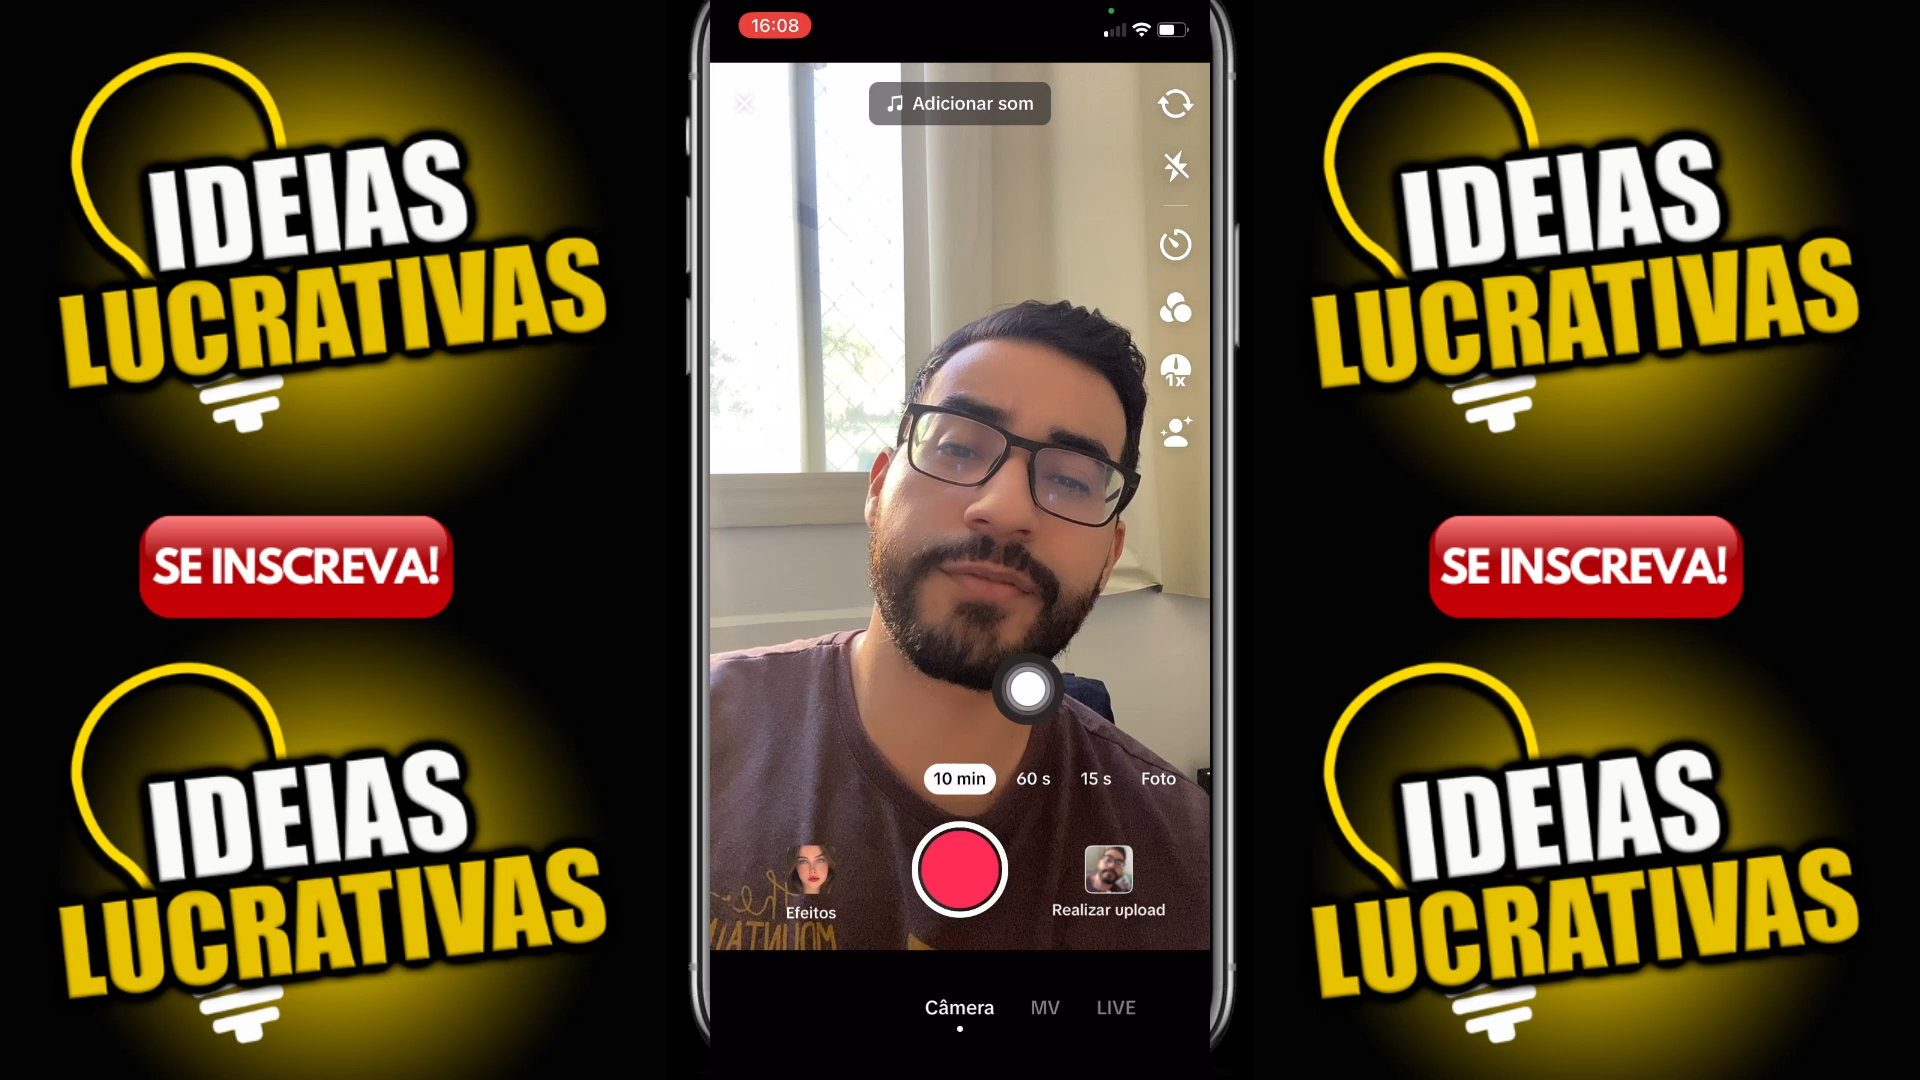 IDEIAS
LUCRATIVAS
SE INSCREVA!
IDEIAS
LUCRATIVAS
16:08
Adicionar som
1x
10 min
60 s
15 s
Foto
Efeitos
Realizar upload
Câmera
MV
LIVE
IDEIAS
LUCRATIVAS
SE INSCREVA!
IDEIAS
LUCRATIVAS